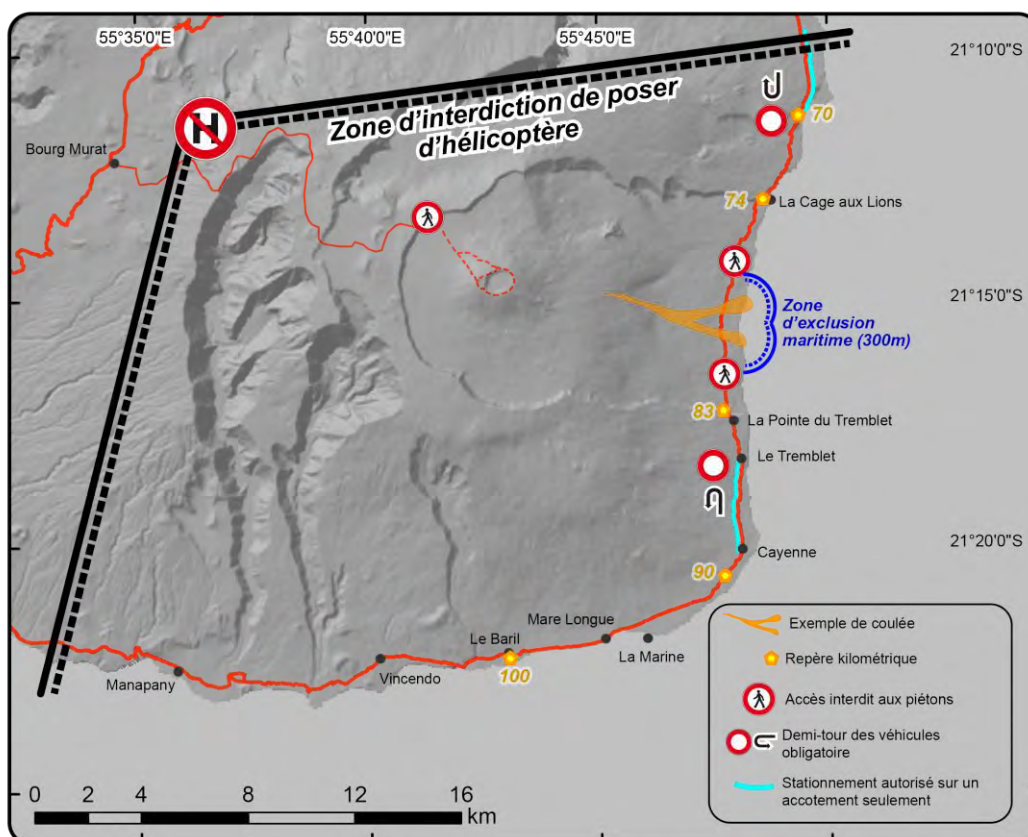 55°35'0"E
55°40'0"E
55°45'0"E
21°10'0"S
H
Zone d'interdiction de poser
d'hélicoptère
70
Bourg Murat
74
La Cage aux Lions
21°15'0"S
Zone
d'exclusion
maritime (300m)
83
La Pointe du Tremblet
Le Tremblet
21°20'0"S
Cayenne
90
Mare Longue
Le Baril
La Marine
Manapany
Vincendo
100
Exemple de coulée
Repère kilométrique
Accès interdit aux piétons
Demi-tour des véhicules
obligatoire
Stationnement autorisé sur un
accotement seulement
0 2 4 8 12 16
km